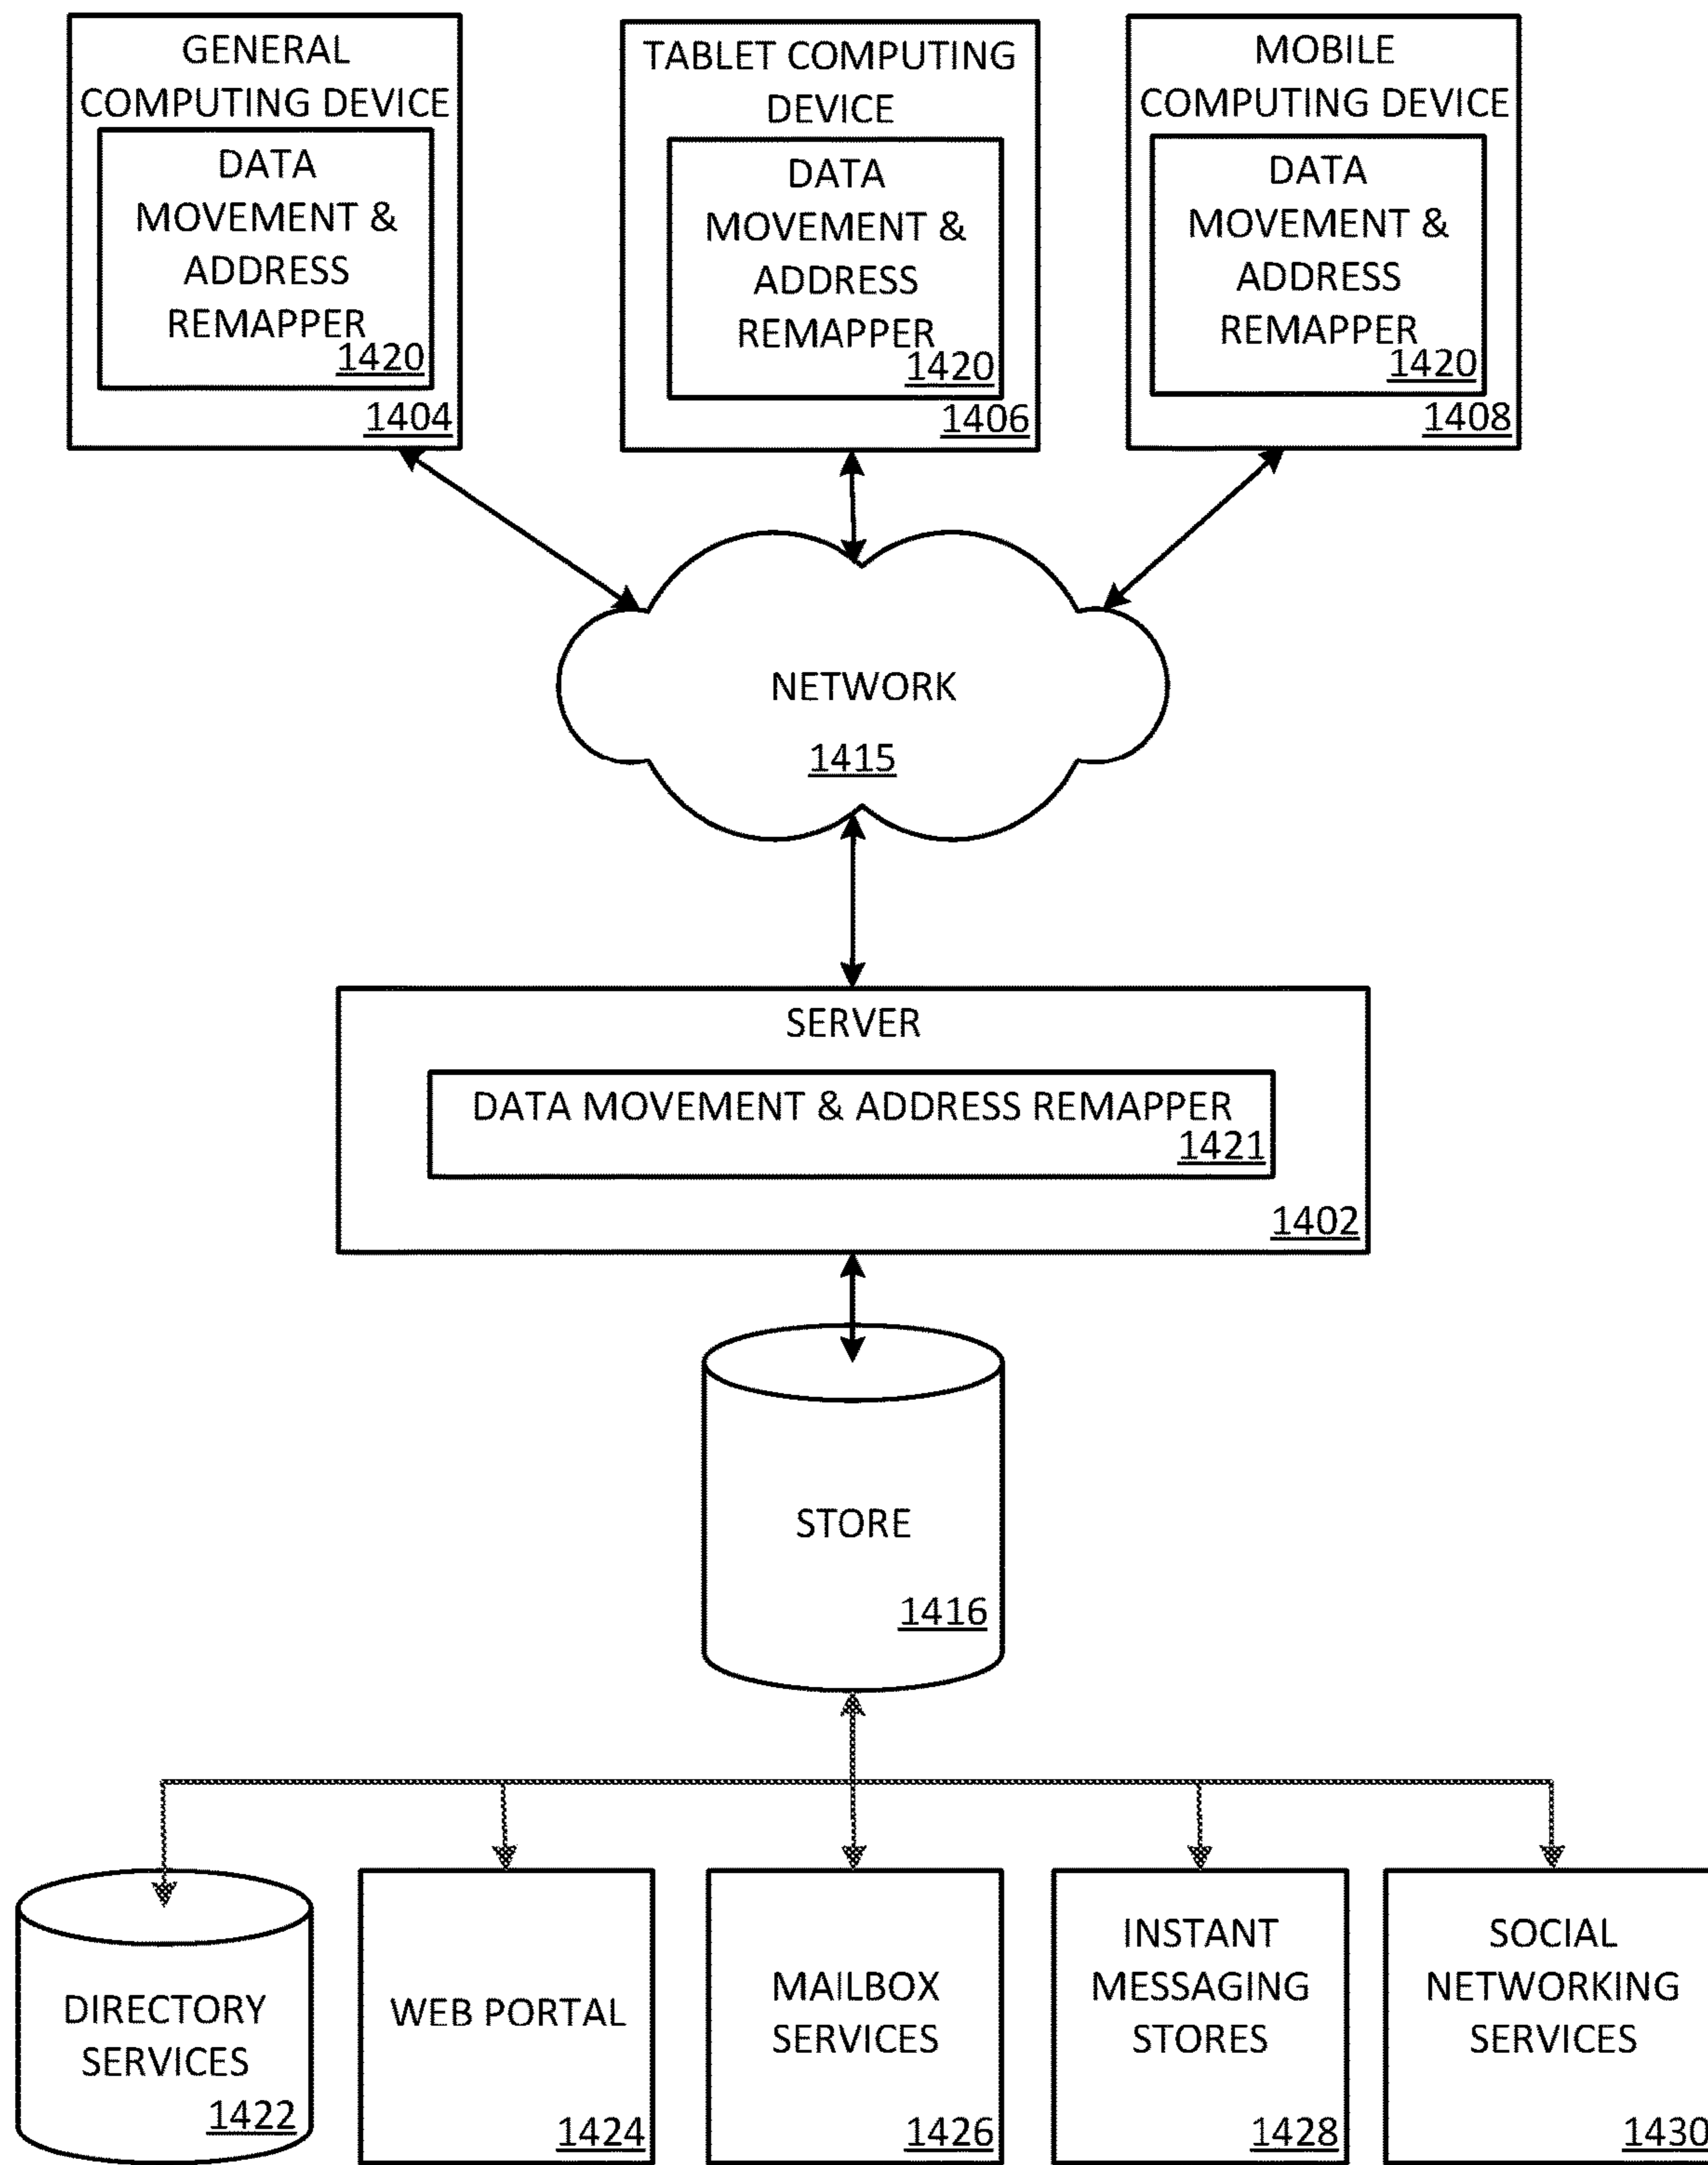 GENERAL
COMPUTING DEVICE
DATA
MOVEMENT &
ADDRESS
REMAPPER
1420
1404
TABLET COMPUTING
DEVICE
DATA
MOVEMENT &
ADDRESS
REMAPPER
1420
1406
MOBILE
COMPUTING DEVICE
DATA
MOVEMENT &
ADDRESS
REMAPPER
1420
1408
NETWORK
1415
SERVER
DATA MOVEMENT & ADDRESS REMAPPER
1421
1402
STORE
1416
DIRECTORY
SERVICES
1422
WEB PORTAL
1424
MAILBOX
SERVICES
1426
INSTANT
MESSAGING
STORES
1428
SOCIAL
NETWORKING
SERVICES
1430